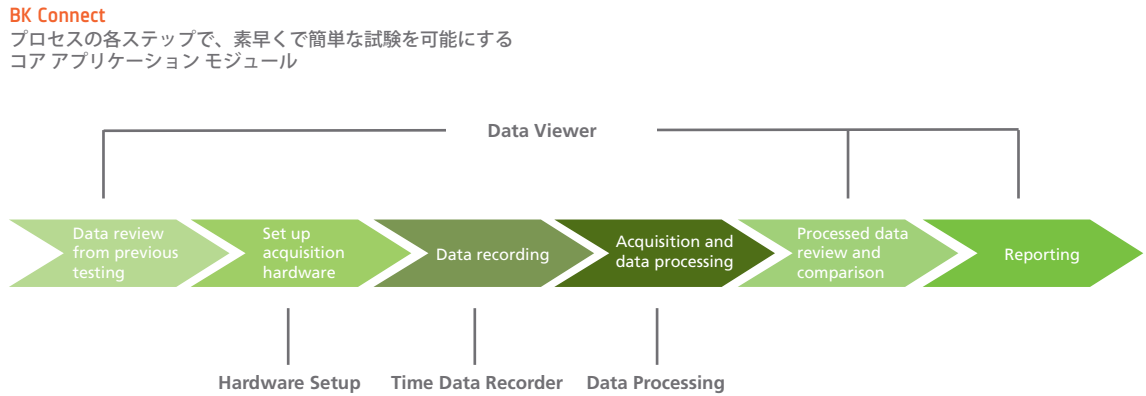 BK Connect
プロセスの各ステップで、素早くで簡単な試験を可能にする
コア アプリケーション モジュール
Data Viewer
Data review
from previous
testing
Set up
acquisition
hardware
Data recording
Acquisition and
data processing
Processed data
review and
comparison
Reporting
Hardware Setup
Time Data Recorder
Data Processing